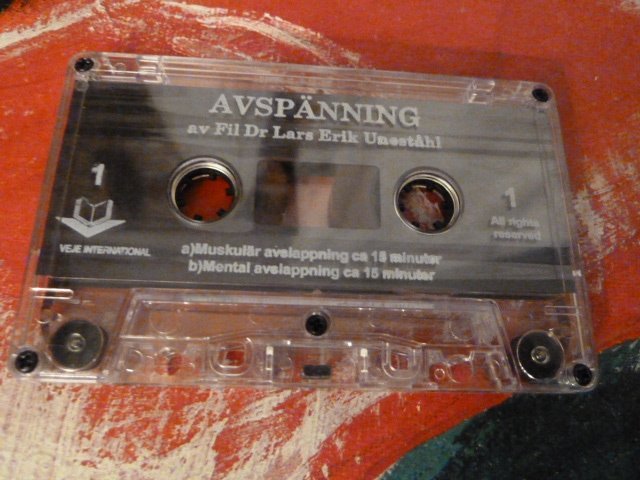 AVSPÄNNING
av Fil Dr Lars Erik Uneståhl
1
1
All rights
reserved
VEJE INTERNATIONAL
a)Muskulär avslappning ca 15 minuter
b)Mental avslappning ca 15 minuter